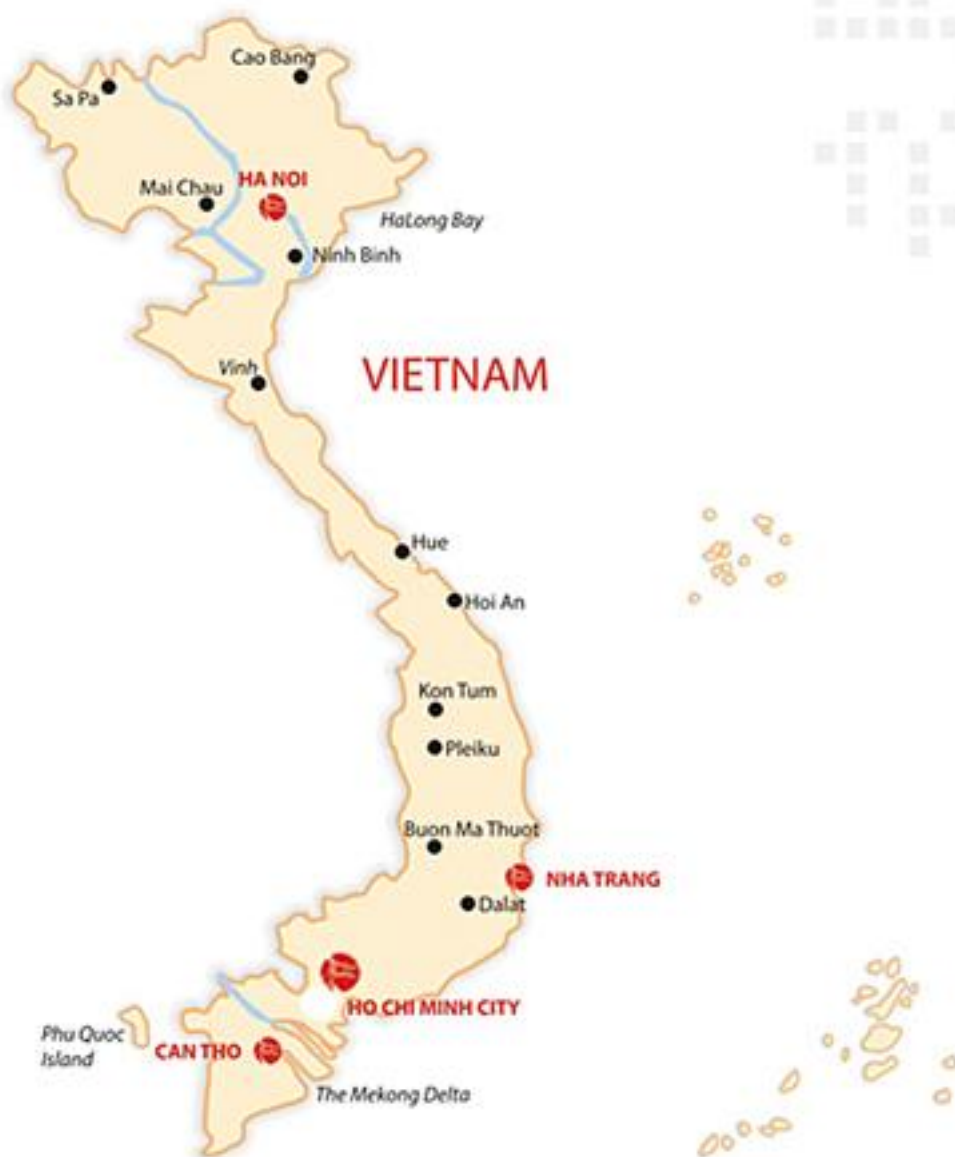 Cao Bang
Sa Pa
HA NOI
Mai Chau
HaLong Bay
Ninh Binh
Vinh
VIETNAM
Hue
Hoi An
Kon Tum
Pleiku
Buon Ma Thuot
NHA TRANG
Dalat
HO CHI MINH CITY
Phu Quoc
Island
CAN THO
The Mekong Delta